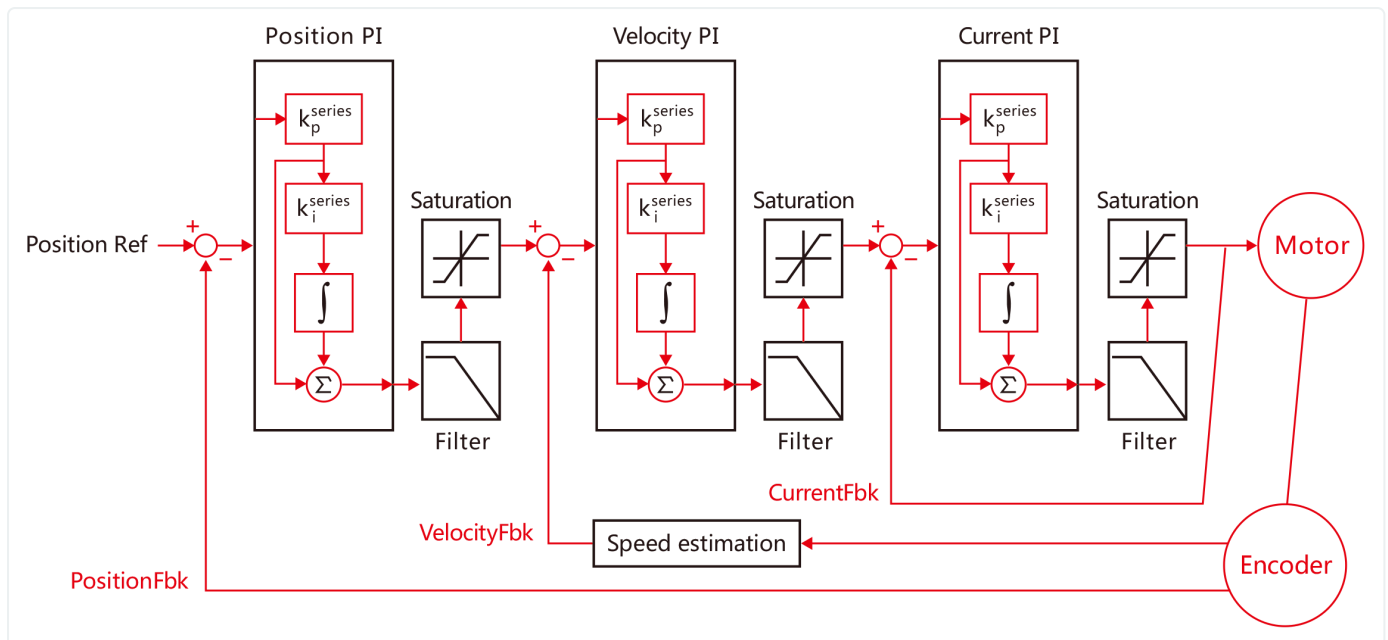 Position PI
Velocity PI
Current PI
k_p^series
k_p^series
k_p^series
k_i^series
k_i^series
k_i^series
Saturation
Saturation
Saturation
+
+
+
Position Ref
−
−
−
Motor
∫
∫
∫
Σ
Σ
Σ
Filter
Filter
Filter
CurrentFbk
VelocityFbk
Speed estimation
Encoder
PositionFbk